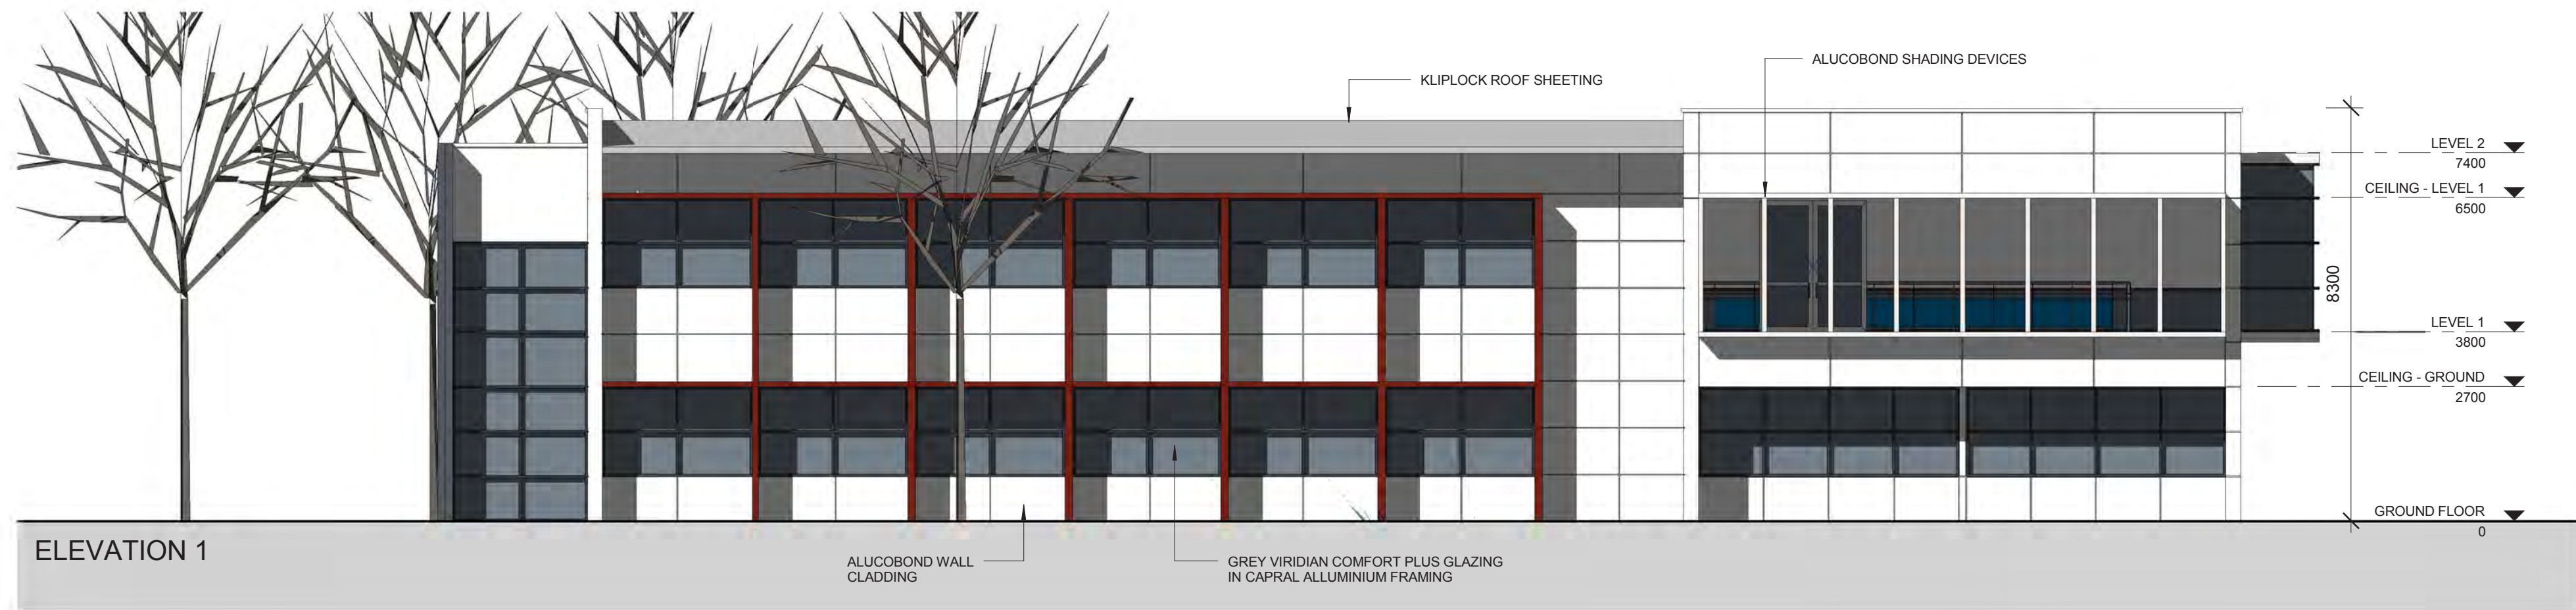 KLIPLOCK ROOF SHEETING
ALUCOBOND SHADING DEVICES
LEVEL 2
7400
CEILING - LEVEL 1
6500
8300
LEVEL 1
3800
CEILING - GROUND
2700
GROUND FLOOR
0
ELEVATION 1
ALUCOBOND WALL
CLADDING
GREY VIRIDIAN COMFORT PLUS GLAZING
IN CAPRAL ALLUMINIUM FRAMING